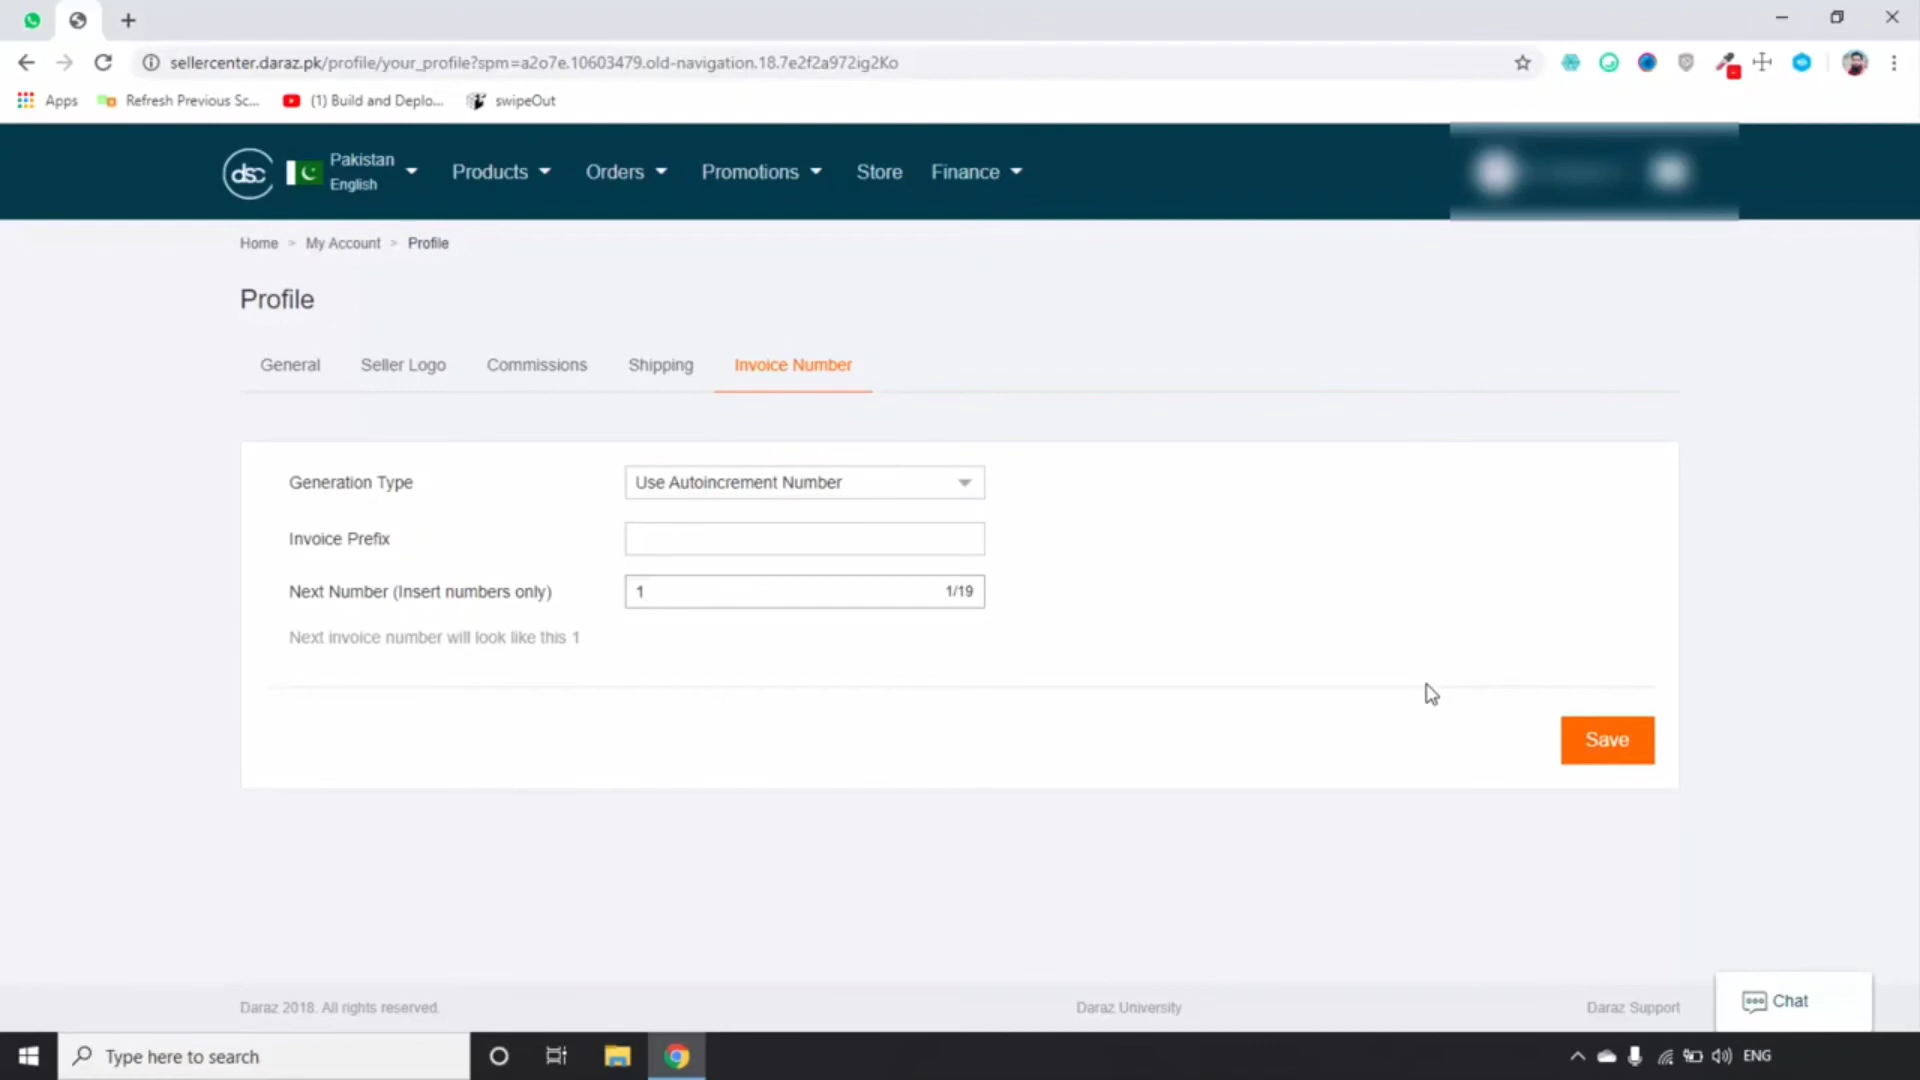 sellercenter.daraz.pk/profile/your_profile?spm=a2o7e.10603479.old-navigation.18.7e2f2a972ig2Ko
Apps Refresh Previous Sc... (1) Build and Deplo... swipeOut
dsc Pakistan English Products Orders Promotions Store Finance
Home > My Account > Profile
Profile
General Seller Logo Commissions Shipping Invoice Number
Generation Type Use Autoincrement Number
Invoice Prefix
Next Number (Insert numbers only) 1 1/19
Next invoice number will look like this 1
Save
Daraz 2018. All rights reserved. Daraz University Daraz Support
Chat
Type here to search ENG